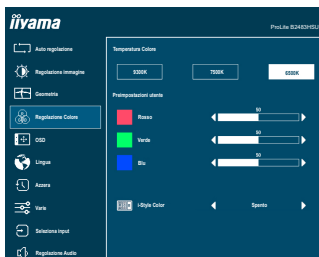 iiyama
ProLite B2483HSU
Auto regolazione
Regolazione immagine
Geometria
Regolazione Colore
OSD
Lingua
Azzera
Varie
Seleziona input
Regolazione Audio
Temperatura Colore
9300K
7500K
6500K
Preimpostazioni utente
Rosso
50
Verde
50
Blu
50
i-Style Color
Spento